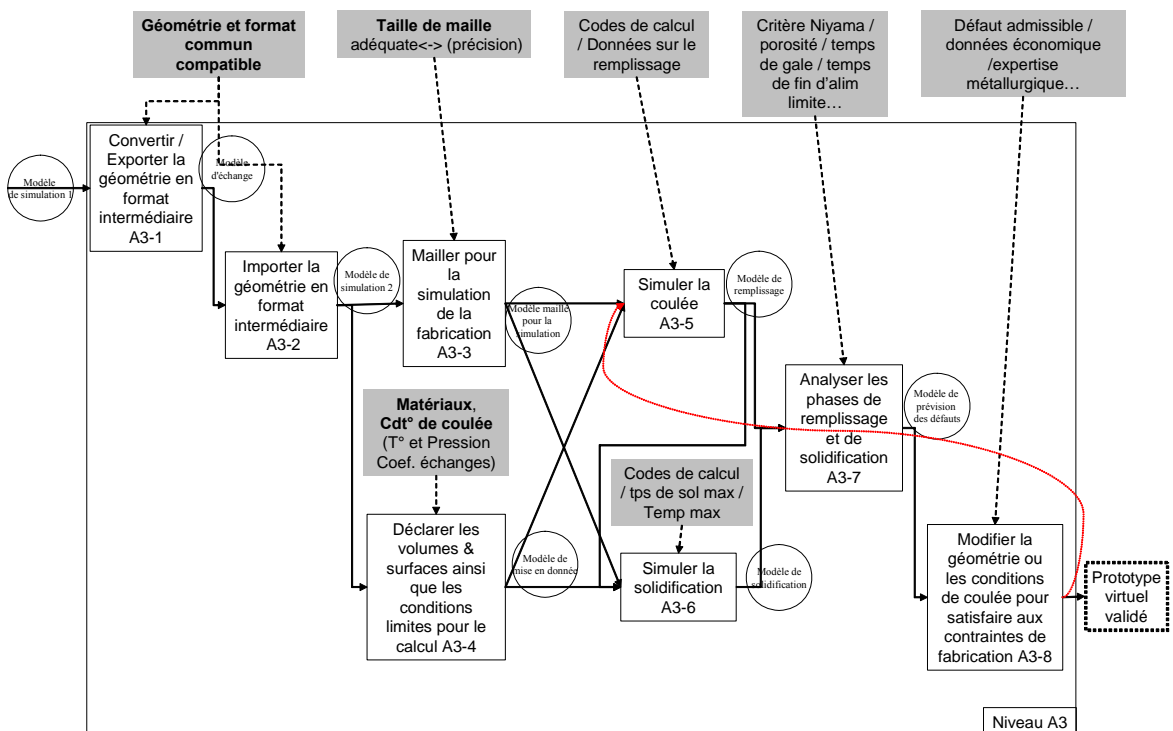 Géométrie et format
commun
compatible
Taille de maille
adéquate<-> (précision)
Codes de calcul
/ Données sur le
remplissage
Critère Niyama /
porosité / temps
de gale / temps
de fin d'alim
limite…
Défaut admissible /
données économique
/expertise
métallurgique…
Modèle
de simulation 1
Convertir /
Exporter la
géométrie en
format
intermédiaire
A3-1
Modèle
d'échange
Importer la
géométrie en
format
intermédiaire
A3-2
Modèle de
simulation 2
Mailler pour
la
simulation
de la
fabrication
A3-3
Modèle maillé
pour la
simulation
Simuler la
coulée
A3-5
Modèle de
remplissage
Matériaux,
Cdt° de coulée
(T° et Pression
Coef. échanges)
Déclarer les
volumes &
surfaces ainsi
que les
conditions
limites pour le
calcul A3-4
Modèle de
mise en donnée
Codes de calcul
/ tps de sol max /
Temp max
Simuler la
solidification
A3-6
Modèle de
solidification
Analyser les
phases de
remplissage
et de
solidification
A3-7
Modèle de
prévision
des défauts
Modifier la
géométrie ou
les conditions
de coulée pour
satisfaire aux
contraintes de
fabrication A3-8
Prototype
virtuel
validé
Niveau A3